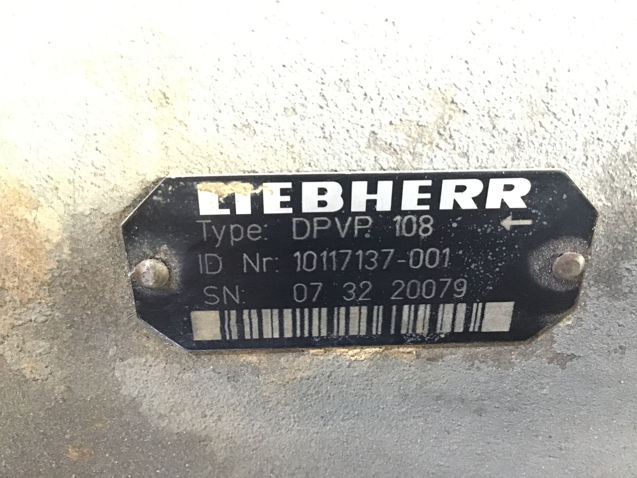 LIEBHERR
Type: DPVP 108 ←
ID Nr: 10117137-001
SN: 07 32 20079